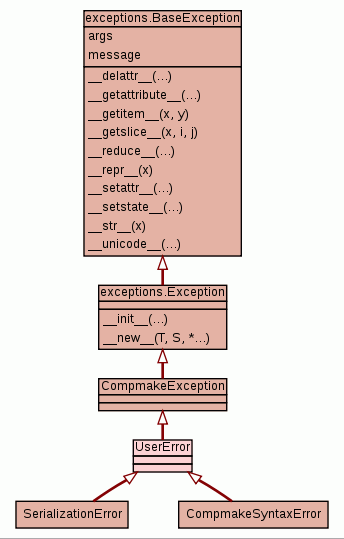 exceptions.BaseException
args
message
__delattr__(...)
__getattribute__(...)
__getitem__(x, y)
__getslice__(x, i, j)
__reduce__(...)
__repr__(x)
__setattr__(...)
__setstate__(...)
__str__(x)
__unicode__(...)
exceptions.Exception
__init__(...)
__new__(T, S, *...)
CompmakeException
UserError
SerializationError
CompmakeSyntaxError